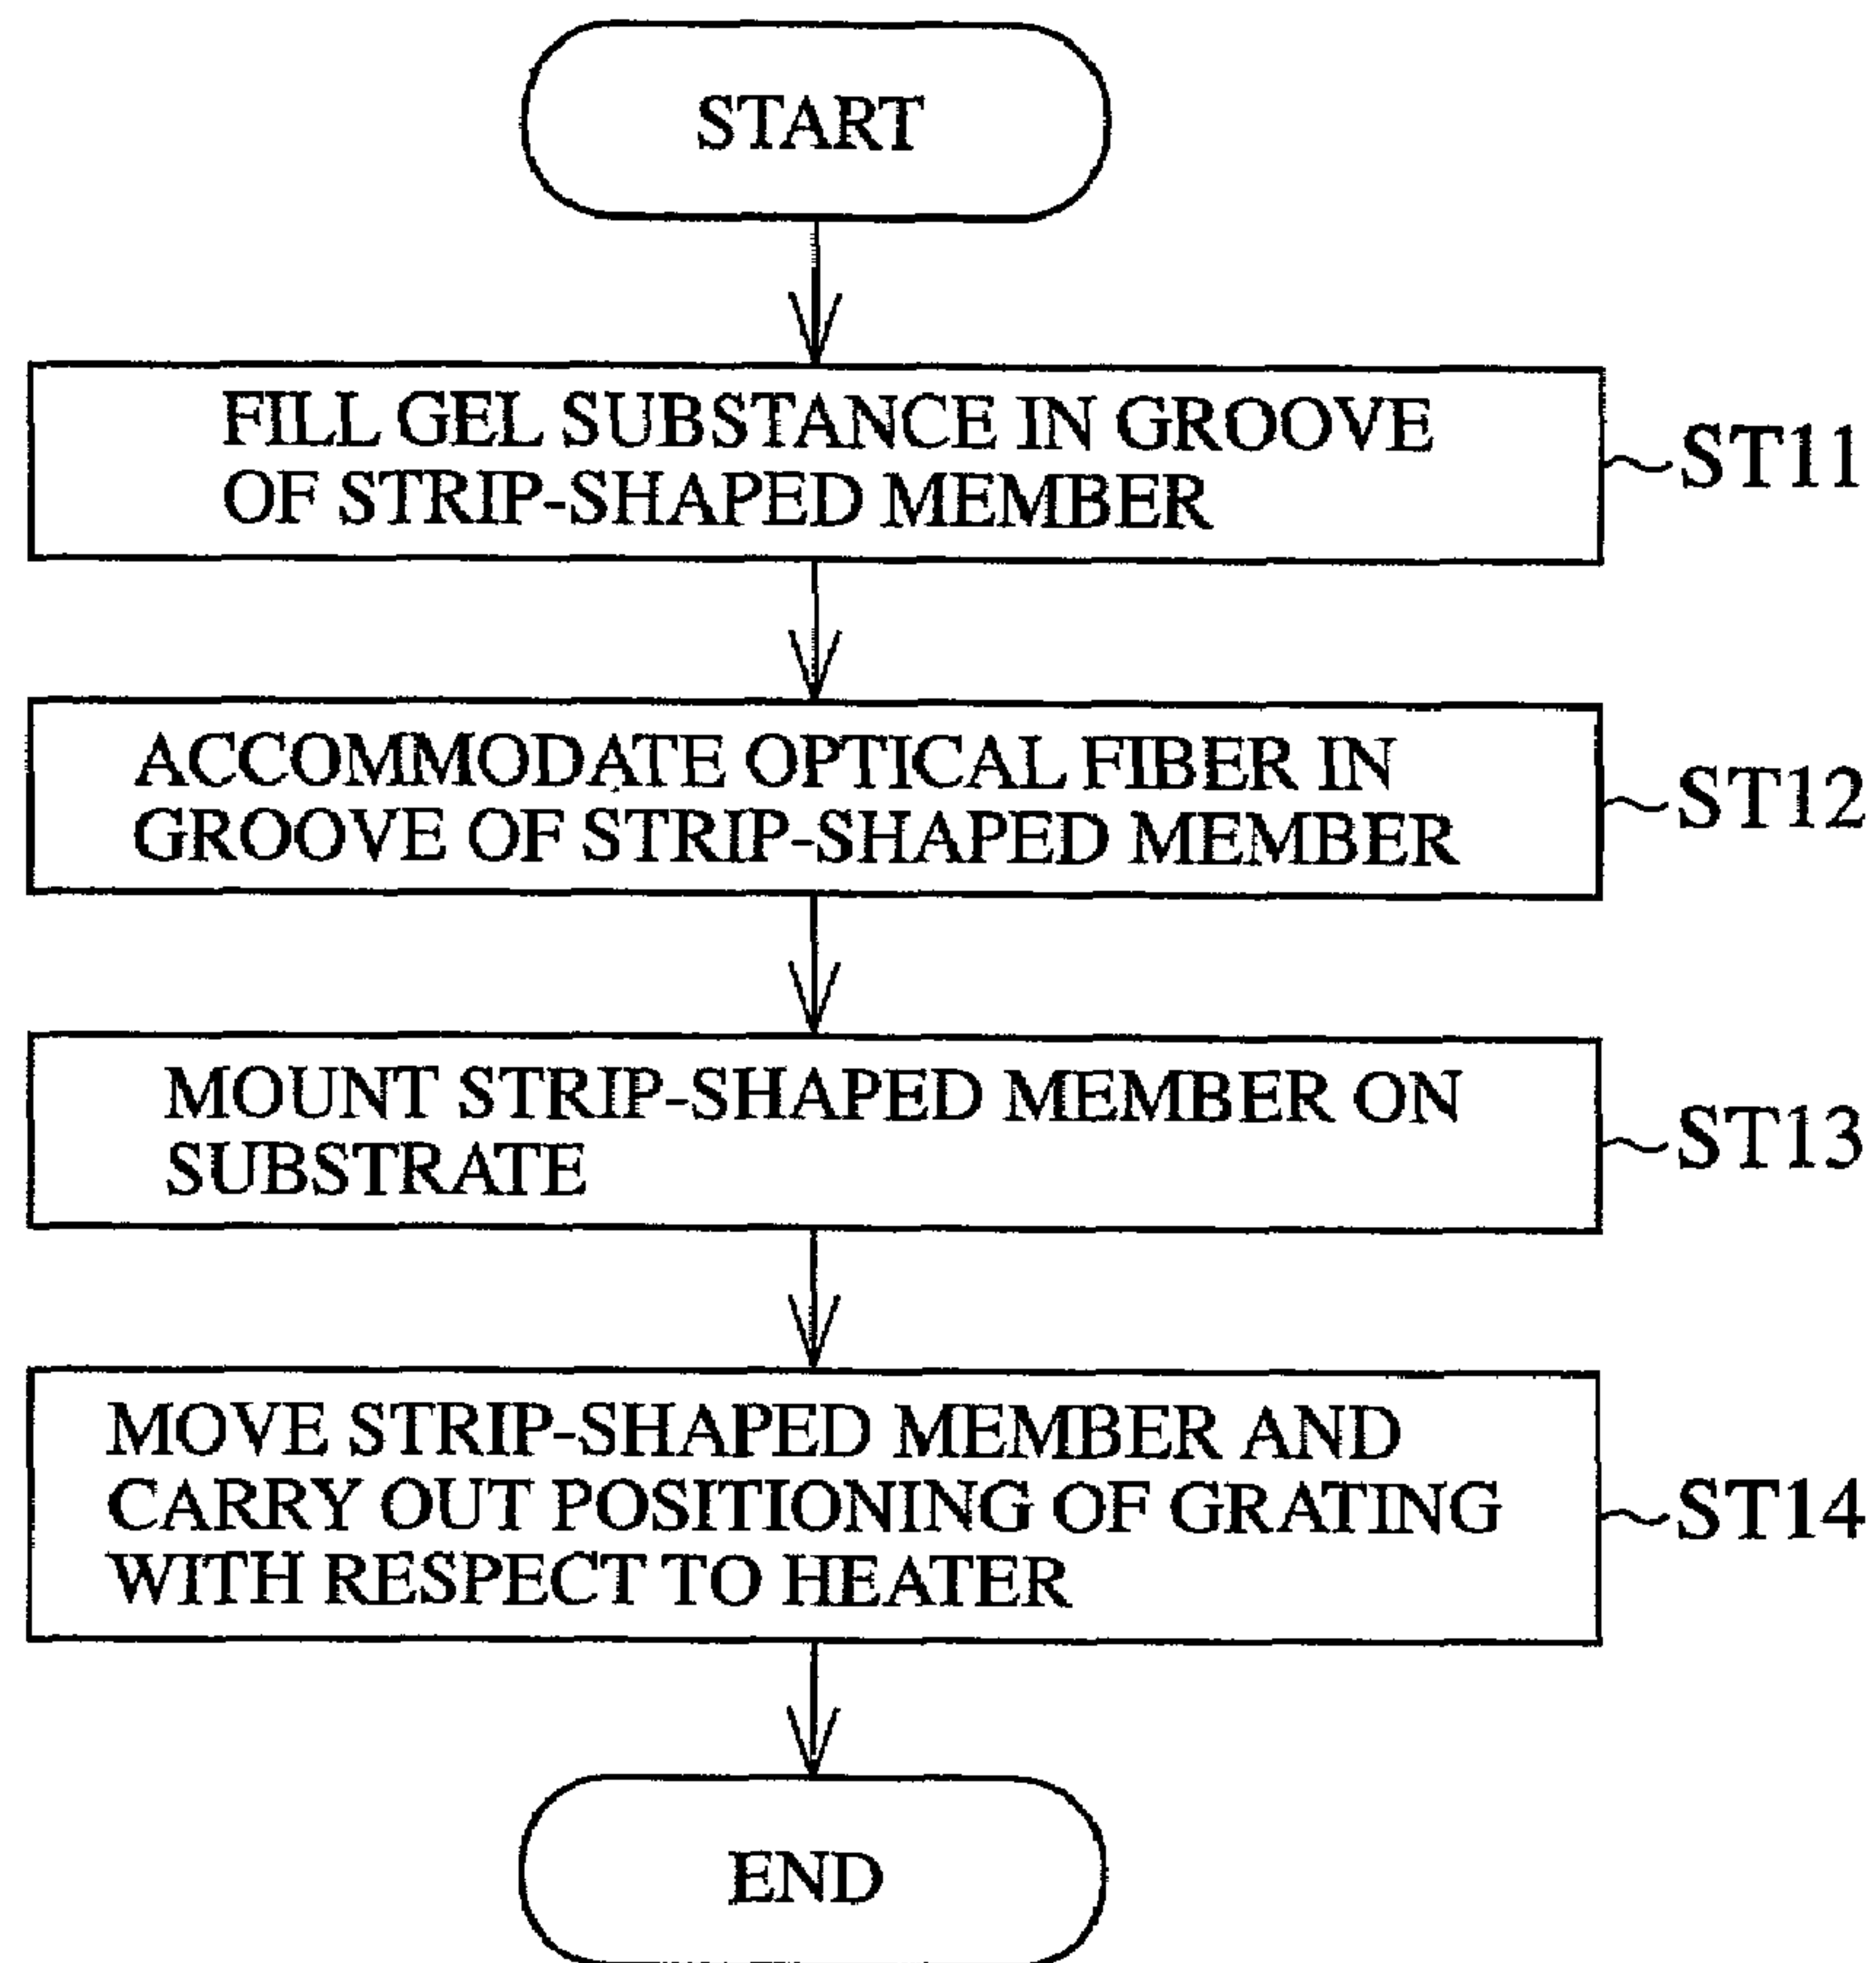 START
FILL GEL SUBSTANCE IN GROOVE
OF STRIP-SHAPED MEMBER
ST11
ACCOMMODATE OPTICAL FIBER IN
GROOVE OF STRIP-SHAPED MEMBER
ST12
MOUNT STRIP-SHAPED MEMBER ON
SUBSTRATE
ST13
MOVE STRIP-SHAPED MEMBER AND
CARRY OUT POSITIONING OF GRATING
WITH RESPECT TO HEATER
ST14
END